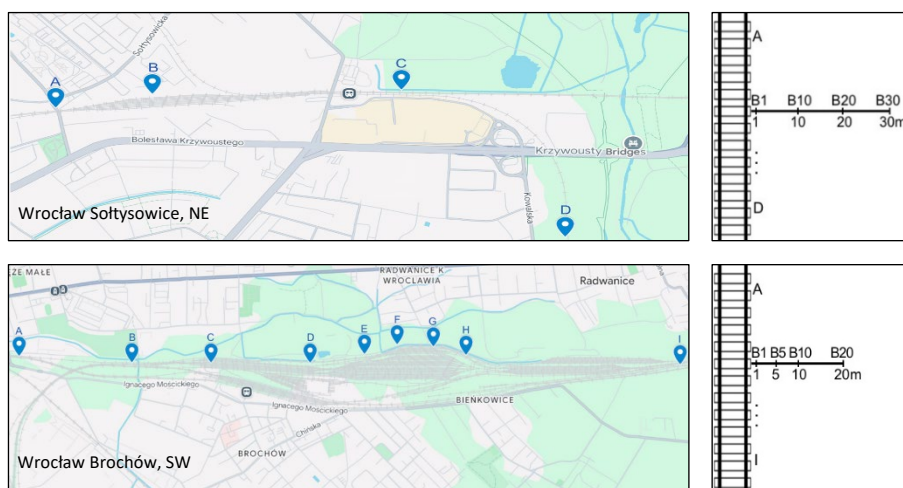 Sołtysowicka
A
B
C
Bolesława Krzywoustego
Krzywousty Bridges
Kowalska
D
Wrocław Sołtysowice, NE
A
B1 B10 B20 B30
1 10 20 30m
D
ZE MAŁE
RADWANICE K
WROCŁAWIA
Radwanice
A
B
C
D
E
F
G
H
I
Ignacego Mościckiego
Ignacego Mościckiego
BIEŃKOWICE
Chińska
BROCHÓW
Wrocław Brochów, SW
A
B1 B5 B10 B20
1 5 10 20m
I